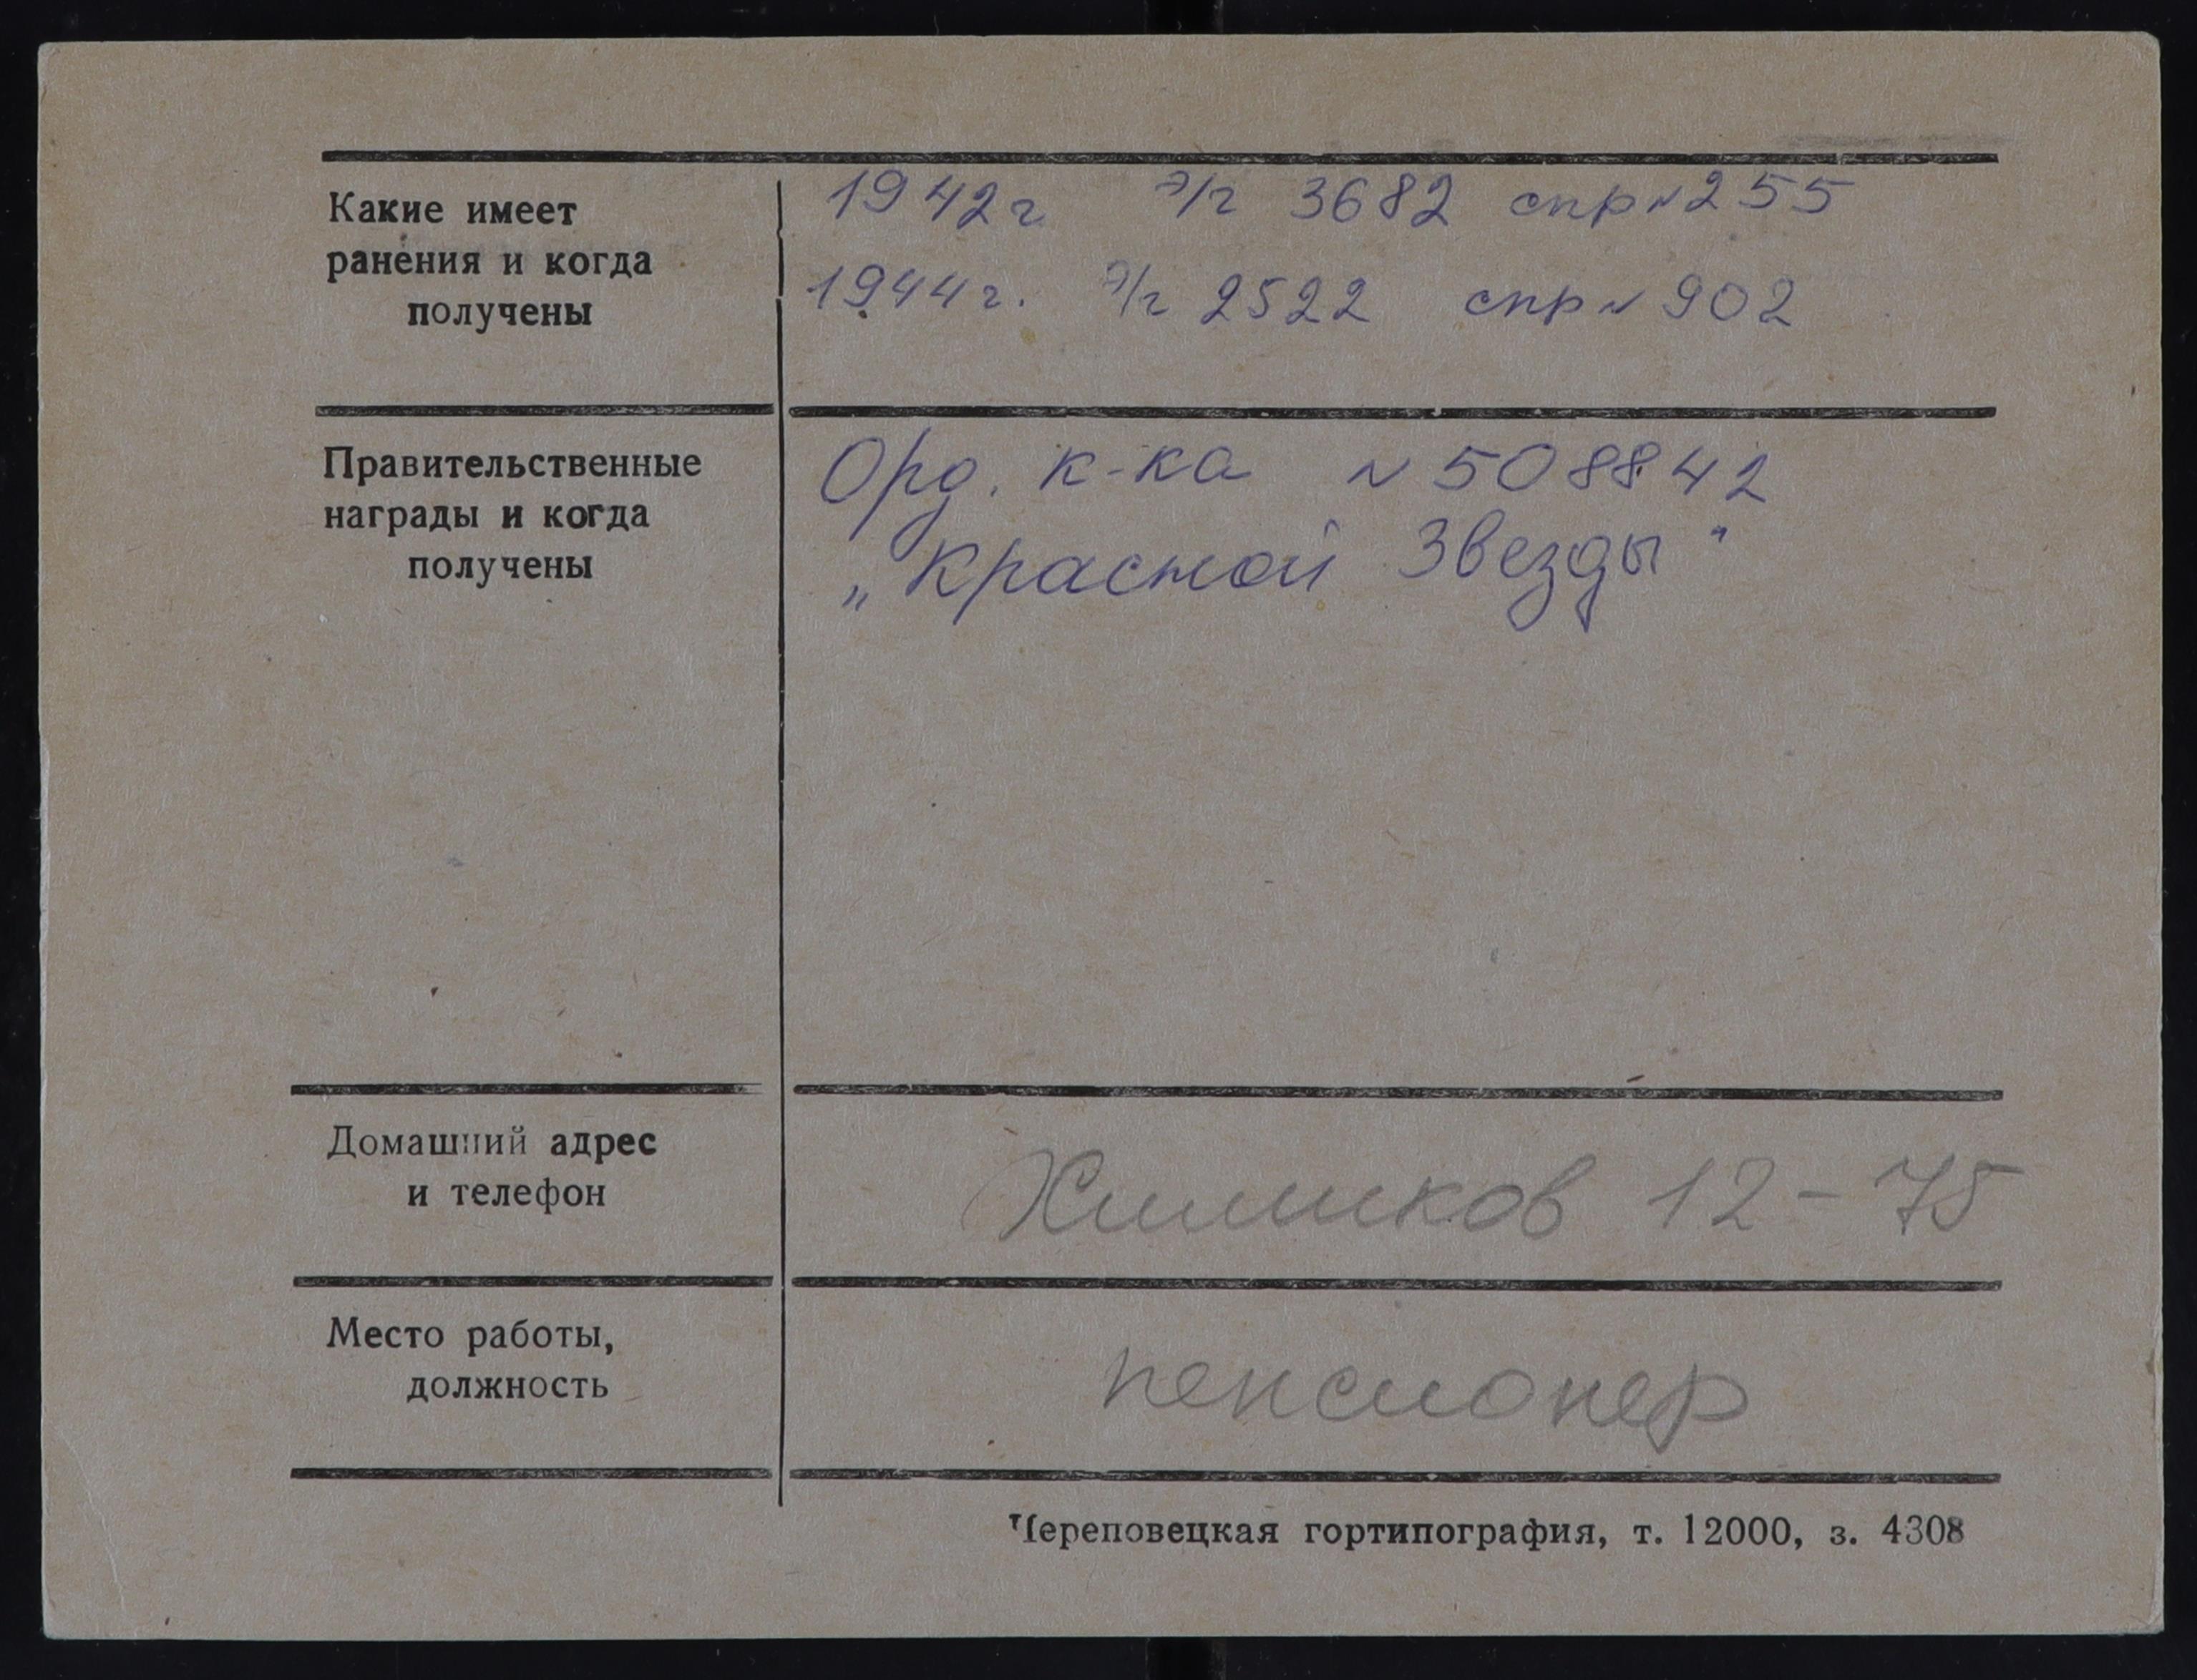 Какие имеет
ранения и когда
получены
1942г э/г 3682 спр№255
1944г. э/г 2522 спр№902
Правительственные
награды и когда
получены
Орд. к-ка №508842
„Красной Звезды"
Домашний адрес
и телефон
Химиков 12-75
Место работы,
должность
пенсионер
Череповецкая гортипография, т. 12000, з. 4308